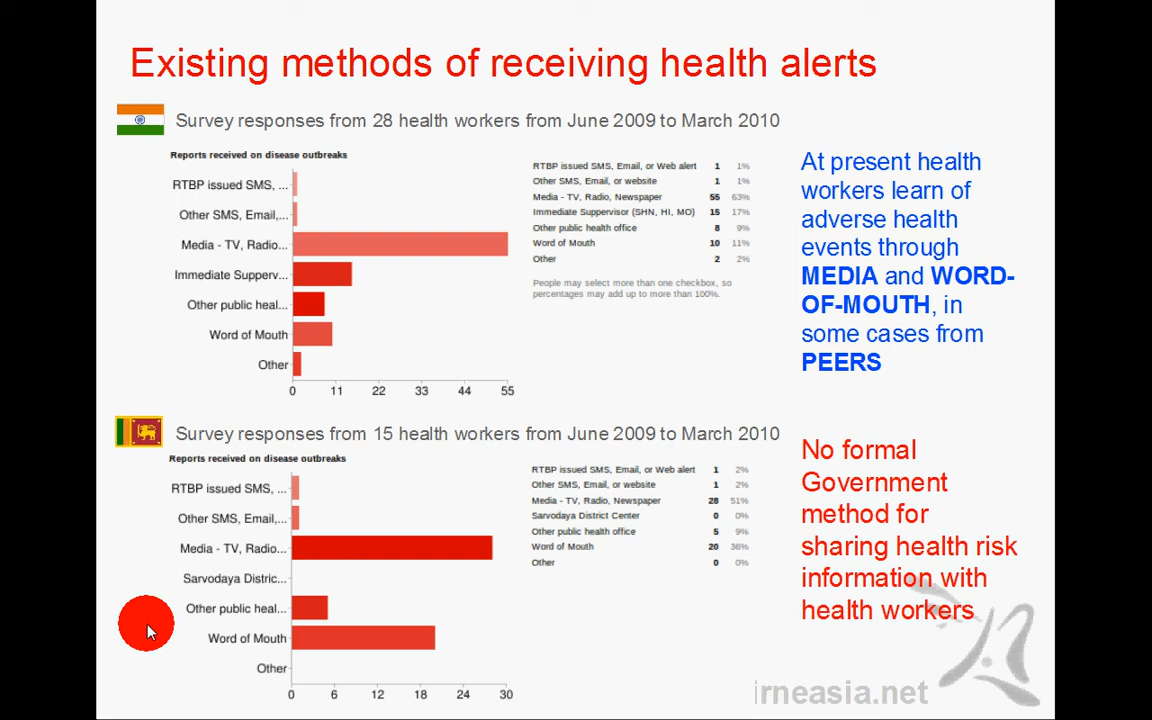 Existing methods of receiving health alerts
Survey responses from 28 health workers from June 2009 to March 2010
Reports received on disease outbreaks
RTBP issued SMS, ...
Other SMS, Email,...
Media - TV, Radio...
Immediate Supperv...
Other public heal...
Word of Mouth
Other
0 11 22 33 44 55
RTBP issued SMS, Email, or Web alert 1 1%
Other SMS, Email, or website 1 1%
Media - TV, Radio, Newspaper 55 63%
Immediate Suppervisor (SHN, HI, MO) 15 17%
Other public health office 8 9%
Word of Mouth 10 11%
Other 2 2%
People may select more than one checkbox, so
percentages may add up to more than 100%.
At present health
workers learn of
adverse health
events through
MEDIA and WORD-
OF-MOUTH, in
some cases from
PEERS
Survey responses from 15 health workers from June 2009 to March 2010
Reports received on disease outbreaks
RTBP issued SMS, ...
Other SMS, Email,...
Media - TV, Radio...
Sarvodaya Distric...
Other public heal...
Word of Mouth
Other
0 6 12 18 24 30
RTBP issued SMS, Email, or Web alert 1 2%
Other SMS, Email, or website 1 2%
Media - TV, Radio, Newspaper 28 51%
Sarvodaya District Center 0 0%
Other public health office 5 9%
Word of Mouth 20 36%
Other 0 0%
No formal
Government
method for
sharing health risk
information with
health workers
irneasia.net